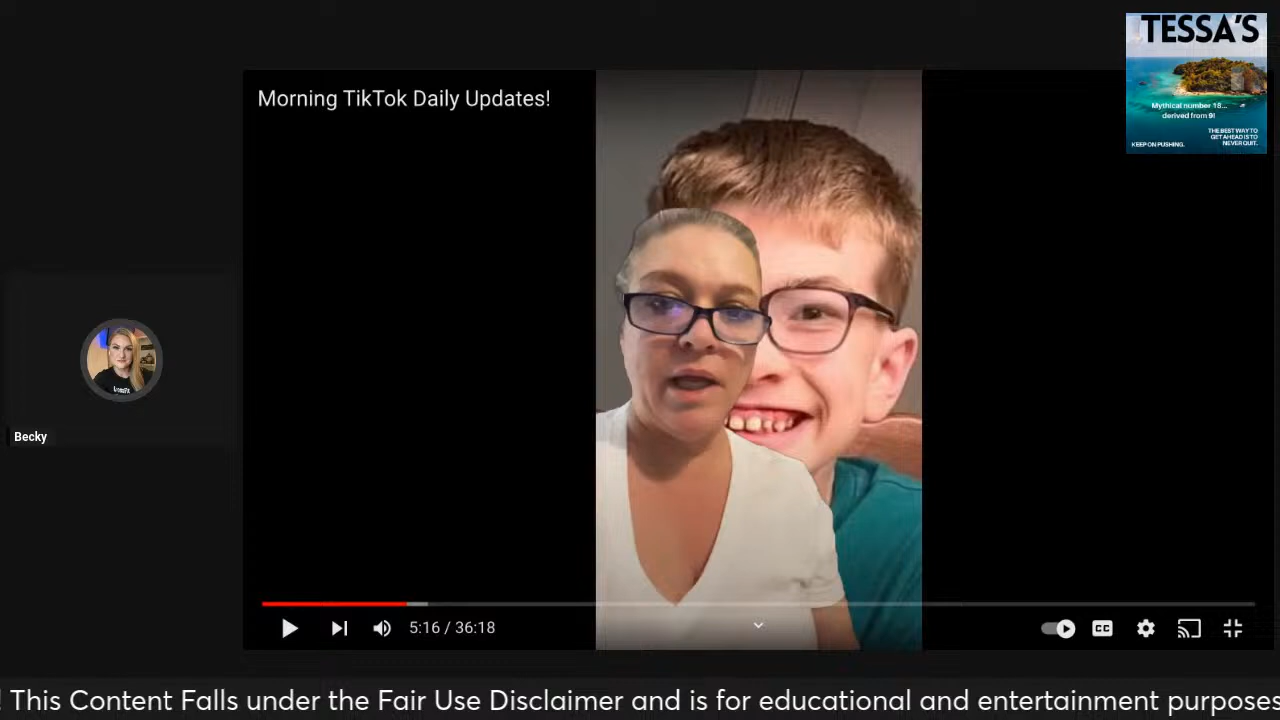 TESSA'S
Mythical number 18...
derived from 9!
THE BEST WAY TO
GET AHEAD IS TO
KEEP ON PUSHING.
NEVER QUIT.
Morning TikTok Daily Updates!
Becky
5:16 / 36:18
CC
! This Content Falls under the Fair Use Disclaimer and is for educational and entertainment purposes